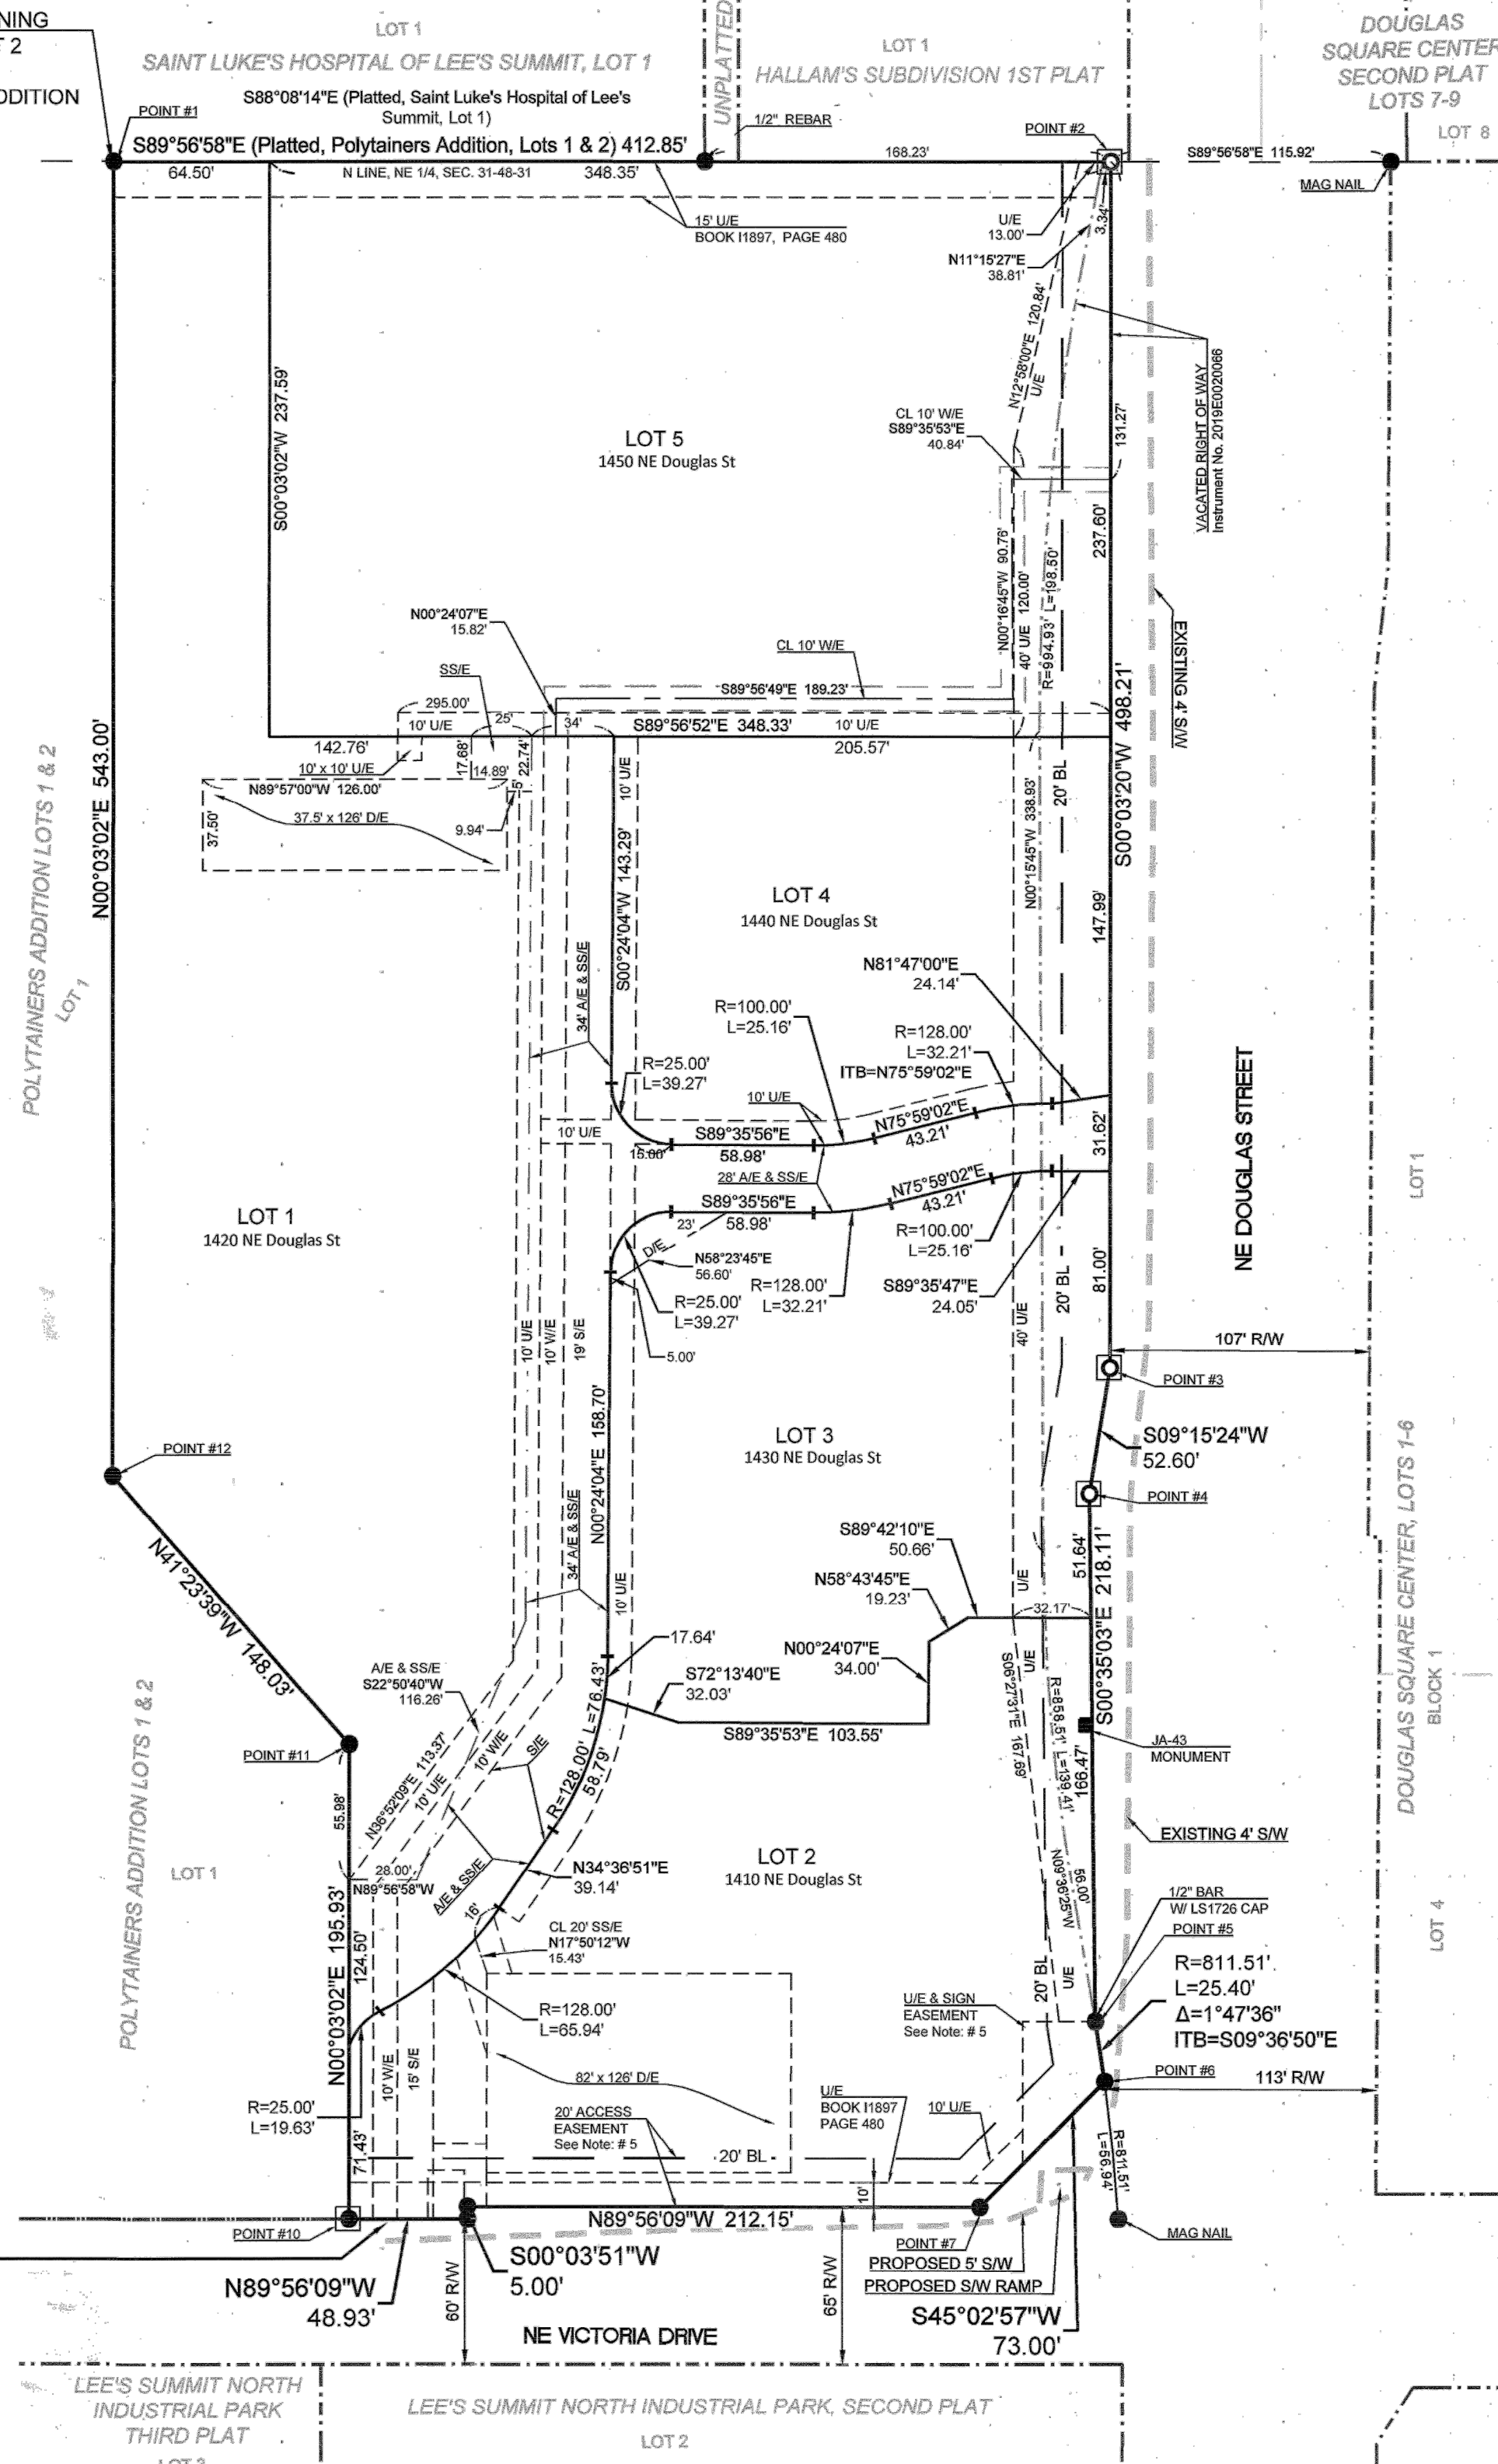 NING
2
DDITION
LOT 1
SAINT LUKE'S HOSPITAL OF LEE'S SUMMIT, LOT 1
UNPLATTED
LOT 1
HALLAM'S SUBDIVISION 1ST PLAT
DOUGLAS
SQUARE CENTER
SECOND PLAT
LOTS 7-9
LOT 8
POINT #1
S88°08'14"E (Platted, Saint Luke's Hospital of Lee's
Summit, Lot 1)
S89°56'58"E (Platted, Polytainers Addition, Lots 1 & 2) 412.85'
1/2" REBAR
POINT #2
168.23'
S89°56'58"E 115.92'
MAG NAIL
64.50'
N LINE, NE 1/4, SEC. 31-48-31
348.35'
15' U/E
BOOK I1897, PAGE 480
U/E
13.00'
3.34'
N11°15'27"E
38.81'
N12°58'00"E 120.84'
U/E
VACATED RIGHT OF WAY
Instrument No. 2019E0020066
S00°03'02"W 237.59'
LOT 5
1450 NE Douglas St
CL 10' W/E
S89°35'53"E
40.84'
131.27'
237.60'
N00°16'45"W 90.76'
40' U/E 120.00'
R=994.93' L=198.50'
EXISTING 4' S/W
N00°24'07"E
15.82'
SS/E
CL 10' W/E
S89°56'49"E 189.23'
295.00'
10' U/E
25'
34'
S89°56'52"E 348.33'
10' U/E
142.76'
205.57'
S00°03'20"W 498.21'
N00°03'02"E 543.00'
POLYTAINERS ADDITION LOTS 1 & 2
LOT 1
10' x 10' U/E
17.68'
14.89'
22.74'
5'
N89°57'00"W 126.00'
37.50'
37.5' x 126' D/E
9.94'
10' U/E
S00°24'04"W 143.29'
20' BL
N00°15'45"W 338.93'
147.99'
LOT 4
1440 NE Douglas St
34' A/E & SS/E
N81°47'00"E
24.14'
R=100.00'
L=25.16'
R=128.00'
L=32.21'
ITB=N75°59'02"E
R=25.00'
L=39.27'
10' U/E
10' U/E
15.00'
S89°35'56"E
58.98'
N75°59'02"E
43.21'
31.62'
28' A/E & SS/E
S89°35'56"E
58.98'
23'
N75°59'02"E
43.21'
D/E
N58°23'45"E
56.60'
R=100.00'
L=25.16'
R=128.00'
L=32.21'
S89°35'47"E
24.05'
R=25.00'
L=39.27'
5.00'
LOT 1
1420 NE Douglas St
10' U/E
10' W/E
19' S/E
40' U/E
20' BL
81.00'
NE DOUGLAS STREET
LOT 1
107' R/W
POINT #3
S09°15'24"W
52.60'
POINT #4
POINT #12
N00°24'04"E 158.70'
LOT 3
1430 NE Douglas St
N41°23'39"W 148.03'
34' A/E & SS/E
10' U/E
S89°42'10"E
50.66'
N58°43'45"E
19.23'
U/E
32.17'
51.64'
S00°35'03"E 218.11'
N00°24'07"E
34.00'
17.64'
S72°13'40"E
32.03'
S89°35'53"E 103.55'
A/E & SS/E
S22°50'40"W
116.26'
U/E
S06°27'31"E 167.69'
R=858.51' L=139.41'
JA-43
MONUMENT
166.47'
DOUGLAS SQUARE CENTER, LOTS 1-6
BLOCK 1
POINT #11
POLYTAINERS ADDITION LOTS 1 & 2
LOT 1
55.98'
N36°52'09"E 113.37'
10' U/E
10' W/E
S/E
R=128.00' L=76.43'
58.79'
EXISTING 4' S/W
28.00'
N89°56'58"W
A/E & SS/E
N34°36'51"E
39.14'
LOT 2
1410 NE Douglas St
N09°36'25"W
56.00'
1/2" BAR
W/ LS1726 CAP
POINT #5
LOT 4
16'
CL 20' SS/E
N17°50'12"W
15.43'
N00°03'02"E 195.93'
124.50'
R=128.00'
L=65.94'
U/E & SIGN
EASEMENT
See Note: # 5
20' BL
U/E
R=811.51'
L=25.40'
Δ=1°47'36"
ITB=S09°36'50"E
POINT #6
113' R/W
10' W/E
15' S/E
82' x 126' D/E
R=25.00'
L=19.63'
20' ACCESS
EASEMENT
See Note: # 5
U/E
BOOK I1897
PAGE 480
10' U/E
71.43'
20' BL
10'
R=811.51'
L=56.94'
POINT #10
N89°56'09"W 212.15'
POINT #7
MAG NAIL
PROPOSED 5' S/W
PROPOSED S/W RAMP
S00°03'51"W
5.00'
N89°56'09"W
48.93'
60' R/W
65' R/W
S45°02'57"W
73.00'
NE VICTORIA DRIVE
LEE'S SUMMIT NORTH
INDUSTRIAL PARK
THIRD PLAT
LEE'S SUMMIT NORTH INDUSTRIAL PARK, SECOND PLAT
LOT 2